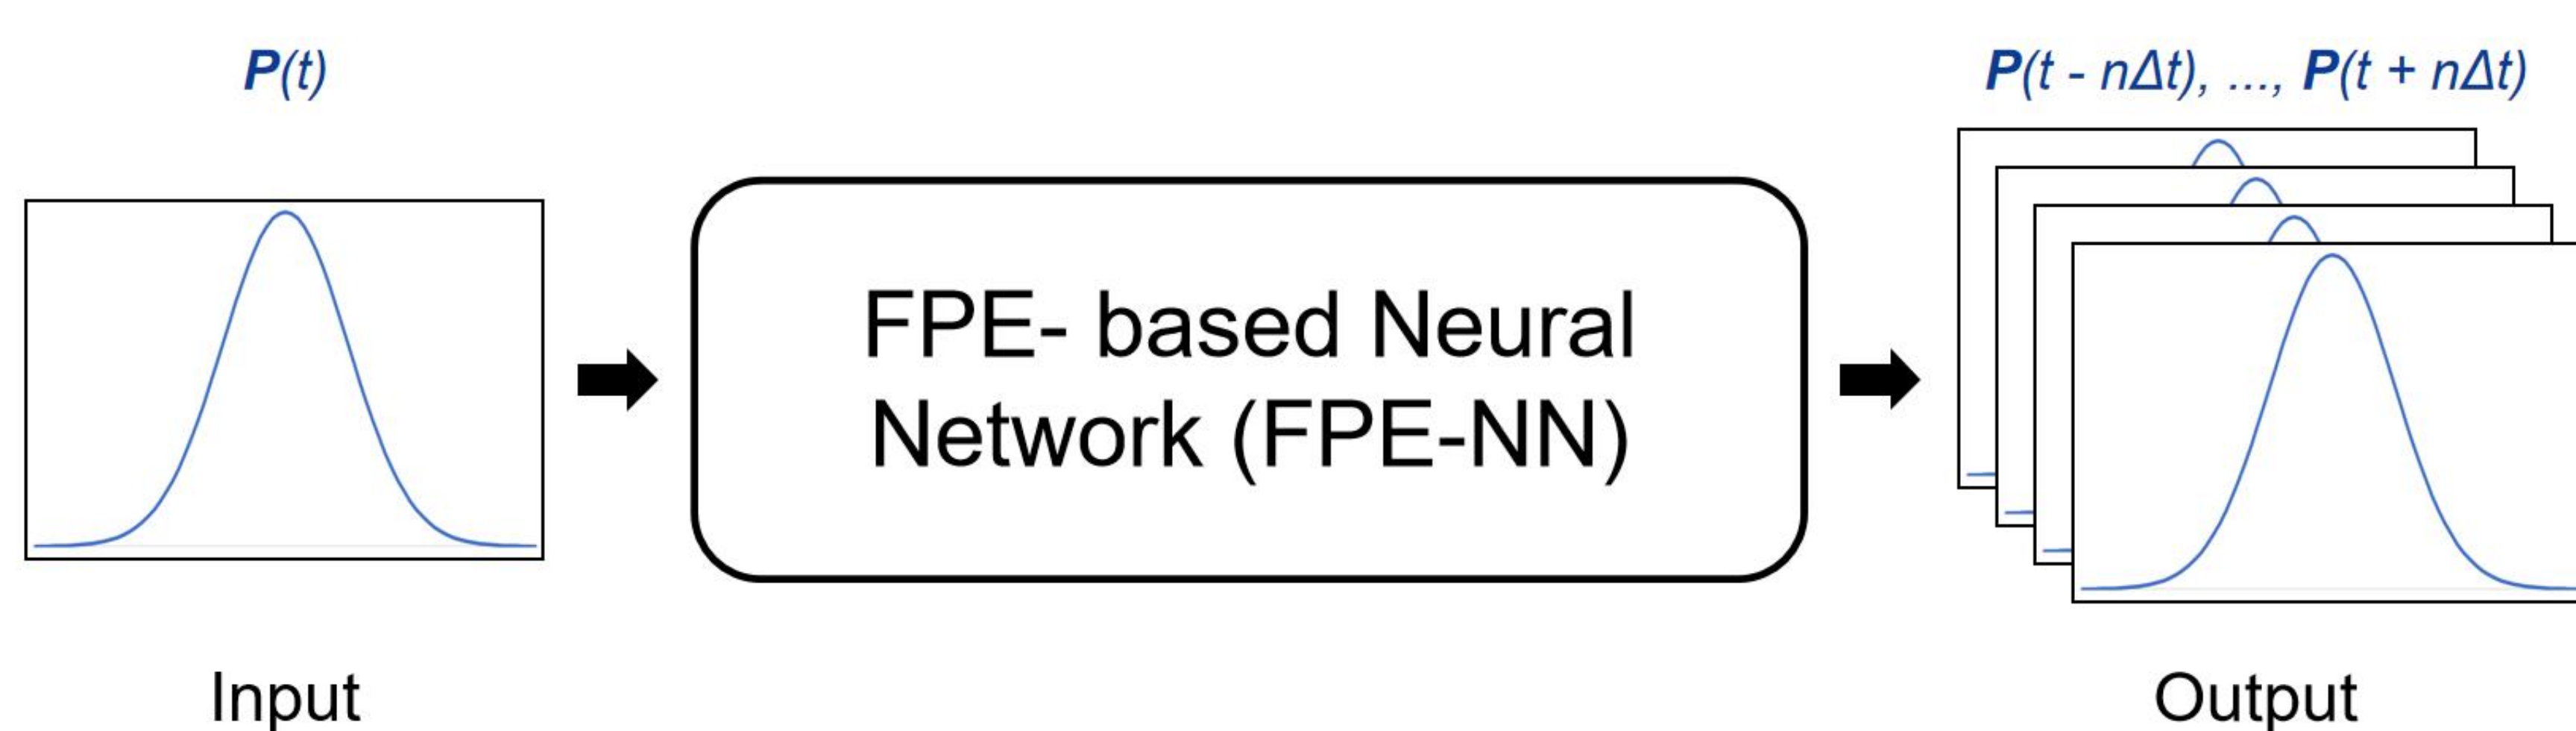 P(t)
P(t - nΔt), ..., P(t + nΔt)
FPE- based Neural
Network (FPE-NN)
Input
Output